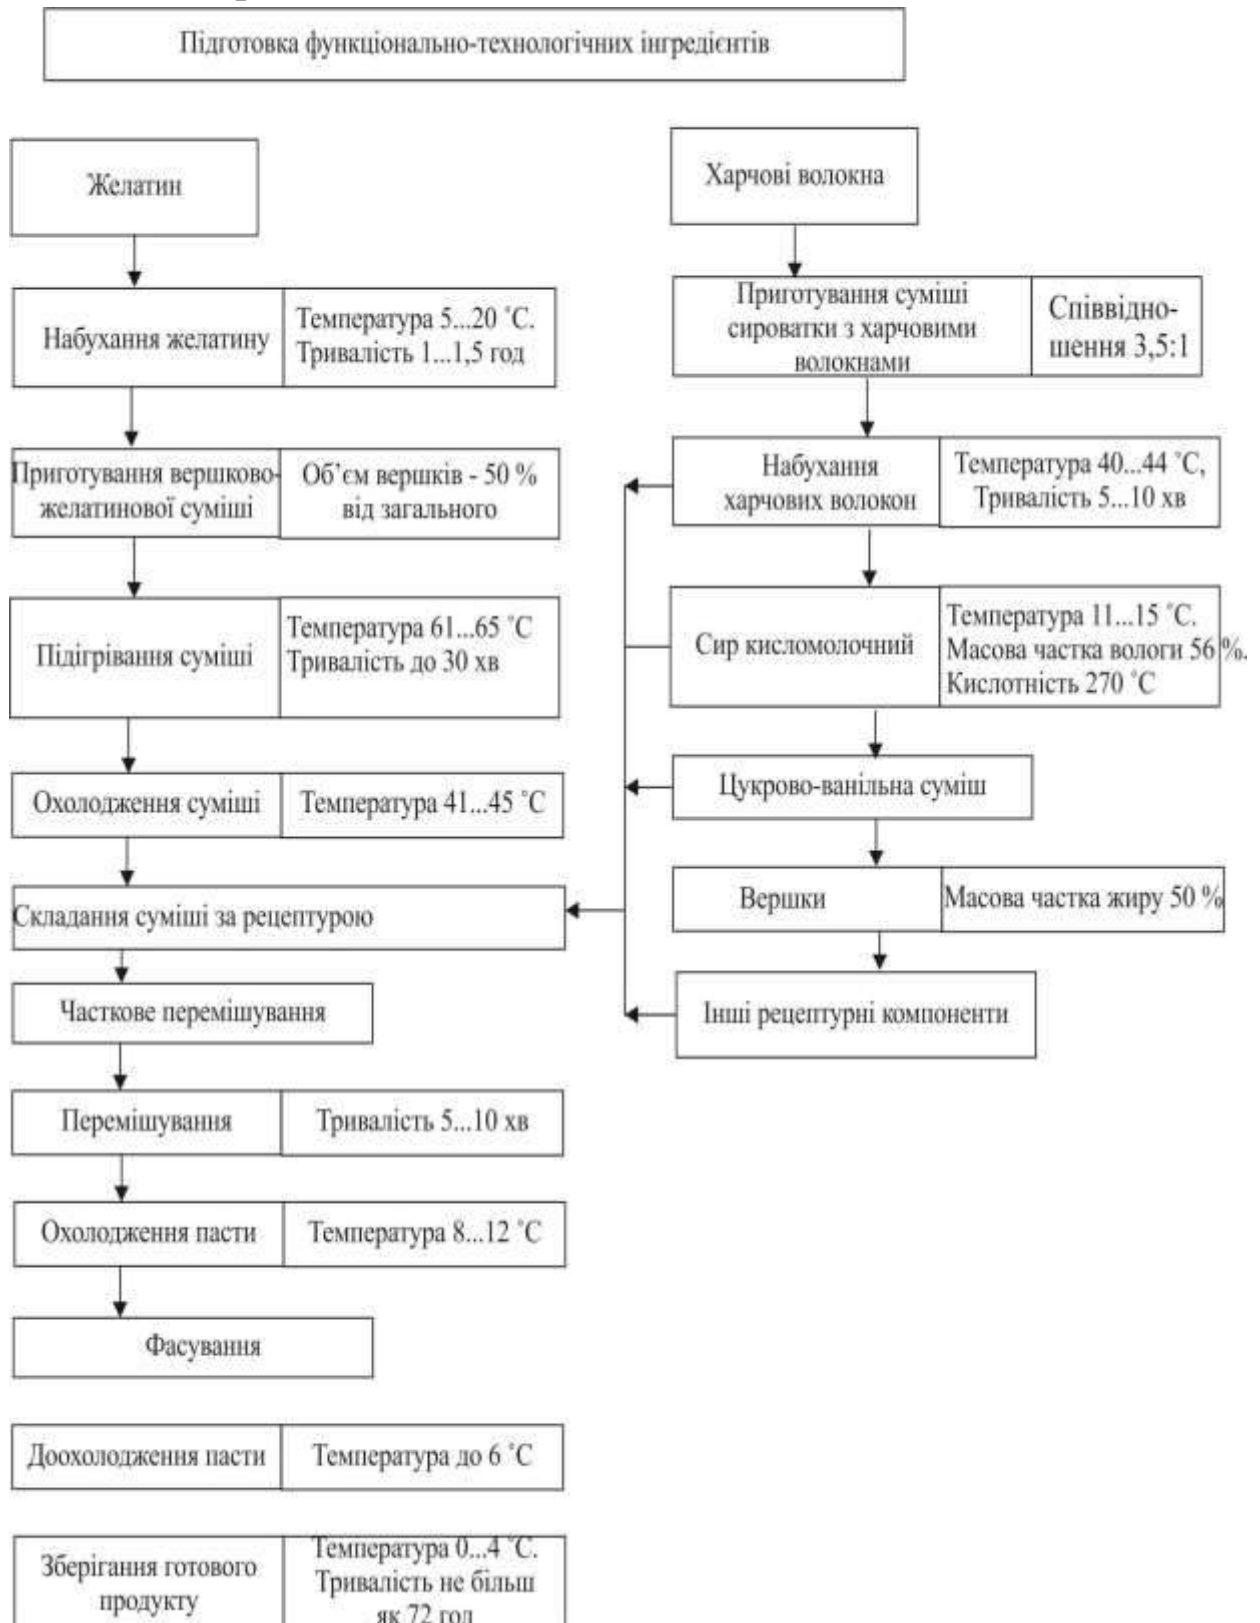 Підготовка функціонально-технологічних інгредієнтів
Желатин
Набухання желатину
Температура 5...20 ˚С.
Тривалість 1...1,5 год
Приготування вершково-
желатинової суміші
Об’єм вершків - 50 %
від загального
Підігрівання суміші
Температура 61...65 ˚С
Тривалість до 30 хв
Охолодження суміші
Температура 41...45 ˚С
Складання суміші за рецептурою
Часткове перемішування
Перемішування
Тривалість 5...10 хв
Охолодження пасти
Температура 8...12 ˚С
Фасування
Доохолодження пасти
Температура до 6 ˚С
Зберігання готового
продукту
Температура 0...4 ˚С.
Тривалість не більш
як 72 год
Харчові волокна
Приготування суміші
сироватки з харчовими
волокнами
Співвідно-
шення 3,5:1
Набухання
харчових волокон
Температура 40...44 ˚С,
Тривалість 5...10 хв
Сир кисломолочний
Температура 11...15 ˚С.
Масова частка вологи 56 %.
Кислотність 270 ˚С
Цукрово-ванільна суміш
Вершки
Масова частка жиру 50 %
Інші рецептурні компоненти